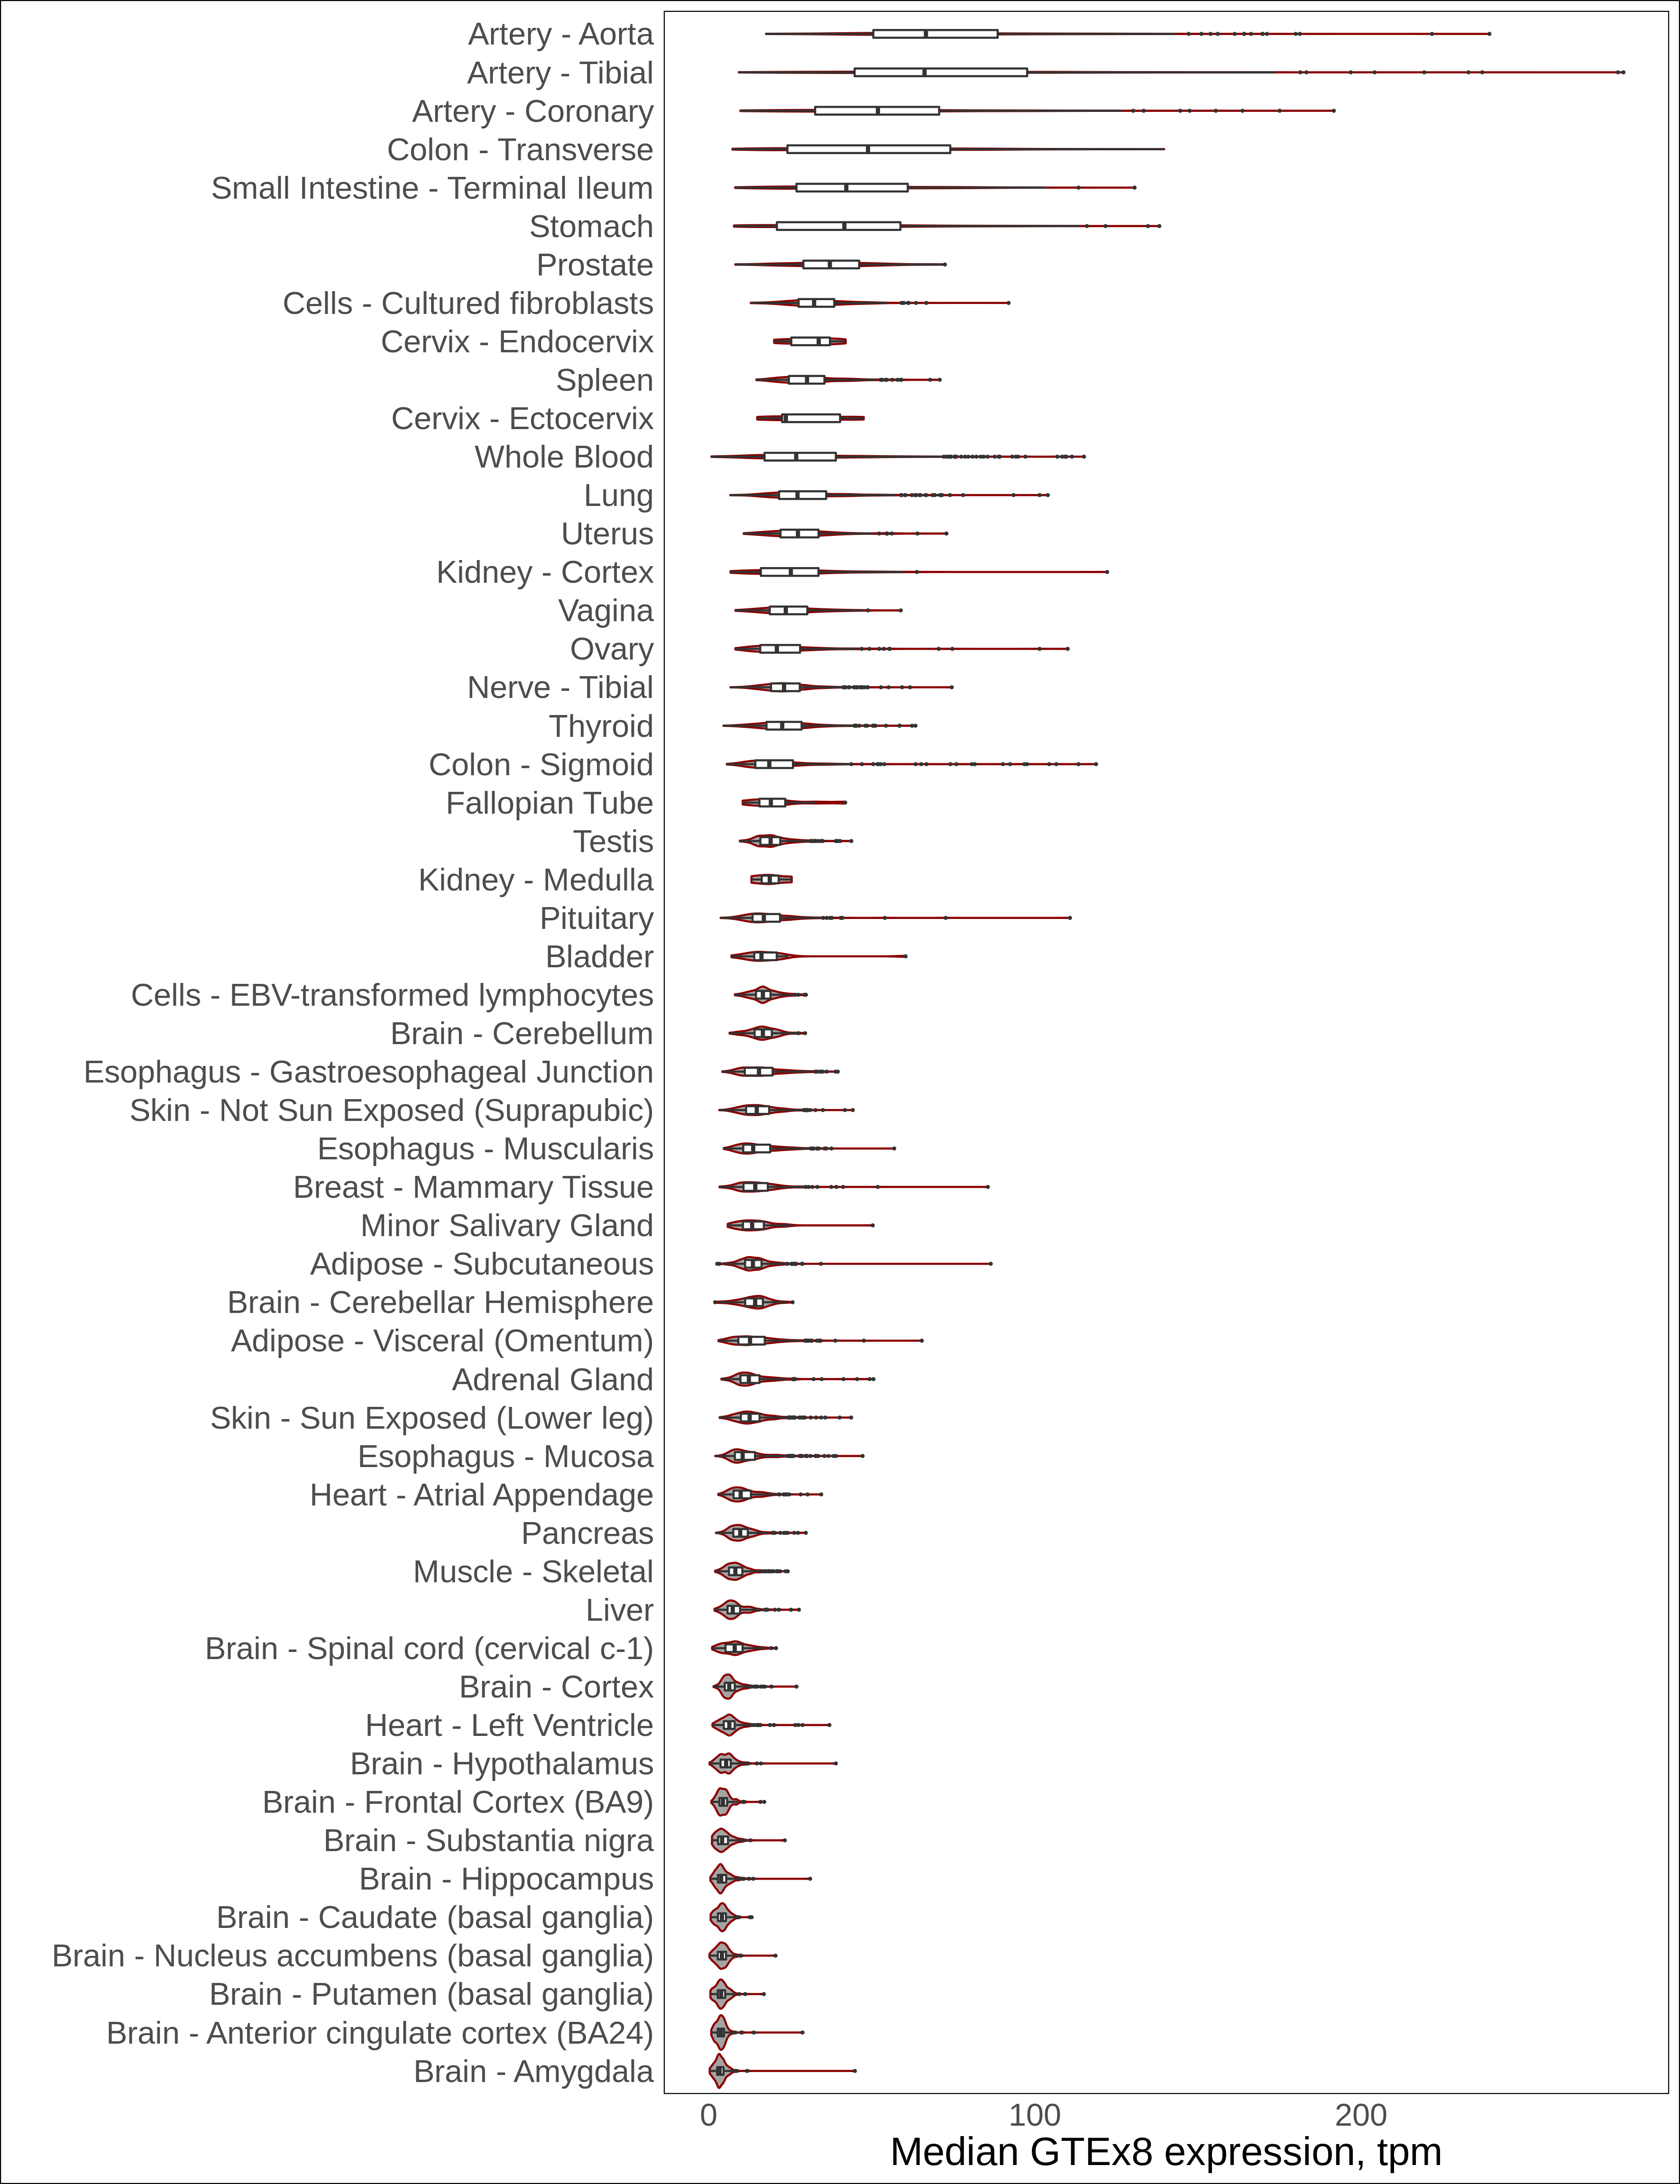 Artery - Aorta
Artery - Tibial
Artery - Coronary
Colon - Transverse
Small Intestine - Terminal Ileum
Stomach
Prostate
Cells - Cultured fibroblasts
Cervix - Endocervix
Spleen
Cervix - Ectocervix
Whole Blood
Lung
Uterus
Kidney - Cortex
Vagina
Ovary
Nerve - Tibial
Thyroid
Colon - Sigmoid
Fallopian Tube
Testis
Kidney - Medulla
Pituitary
Bladder
Cells - EBV-transformed lymphocytes
Brain - Cerebellum
Esophagus - Gastroesophageal Junction
Skin - Not Sun Exposed (Suprapubic)
Esophagus - Muscularis
Breast - Mammary Tissue
Minor Salivary Gland
Adipose - Subcutaneous
Brain - Cerebellar Hemisphere
Adipose - Visceral (Omentum)
Adrenal Gland
Skin - Sun Exposed (Lower leg)
Esophagus - Mucosa
Heart - Atrial Appendage
Pancreas
Muscle - Skeletal
Liver
Brain - Spinal cord (cervical c-1)
Brain - Cortex
Heart - Left Ventricle
Brain - Hypothalamus
Brain - Frontal Cortex (BA9)
Brain - Substantia nigra
Brain - Hippocampus
Brain - Caudate (basal ganglia)
Brain - Nucleus accumbens (basal ganglia)
Brain - Putamen (basal ganglia)
Brain - Anterior cingulate cortex (BA24)
Brain - Amygdala
0 100 200
Median GTEx8 expression, tpm